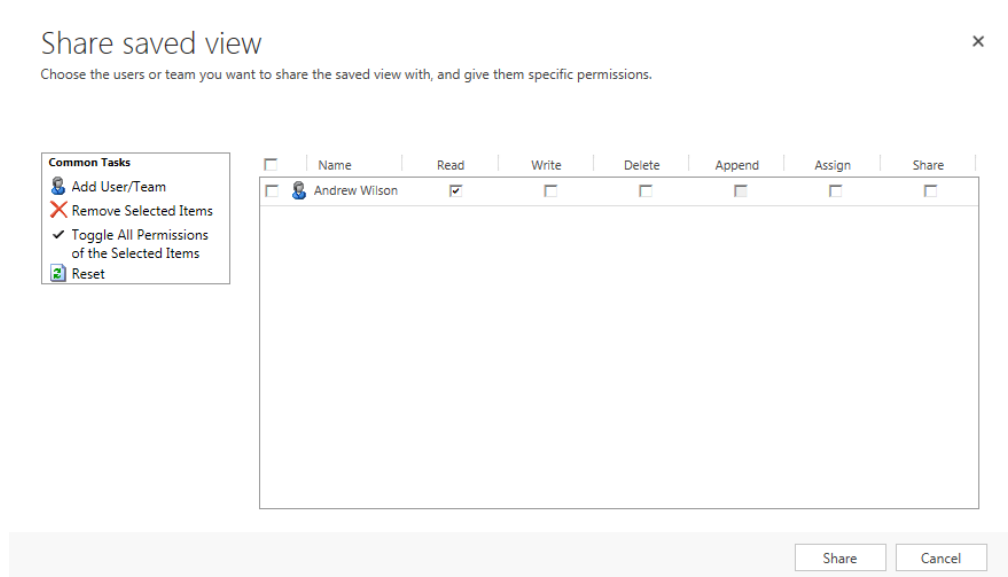 Share saved view
Choose the users or team you want to share the saved view with, and give them specific permissions.
Common Tasks
Add User/Team
Remove Selected Items
Toggle All Permissions
of the Selected Items
Reset
Name Read Write Delete Append Assign Share
Andrew Wilson
Share Cancel